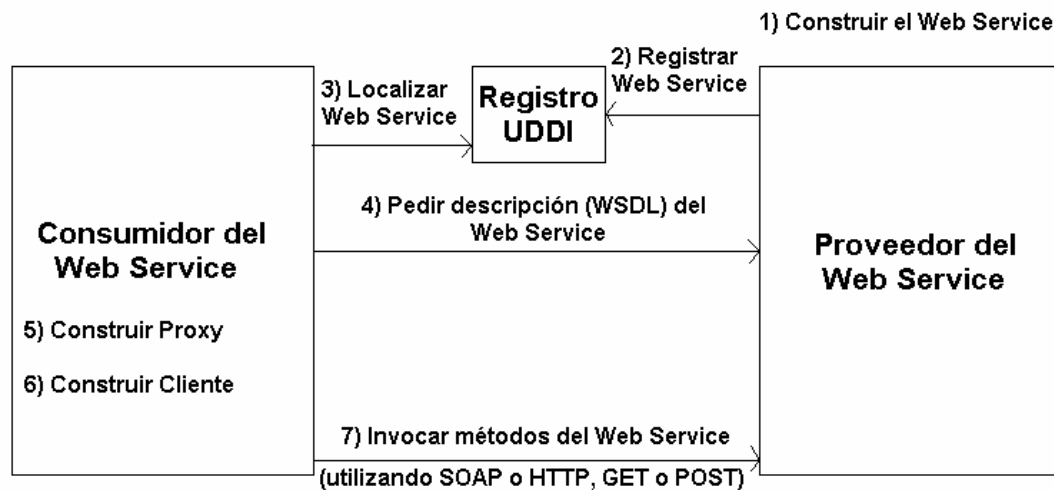 1) Construir el Web Service
2) Registrar
Web Service
3) Localizar
Web Service
Registro
UDDI
4) Pedir descripción (WSDL) del
Web Service
Consumidor del
Web Service
Proveedor del
Web Service
5) Construir Proxy
6) Construir Cliente
7) Invocar métodos del Web Service
(utilizando SOAP o HTTP, GET o POST)